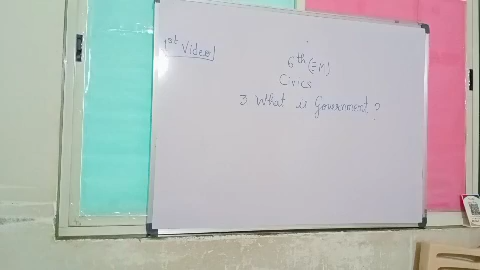 1st Video
6th (EM)
Civics
3 What is Government ?